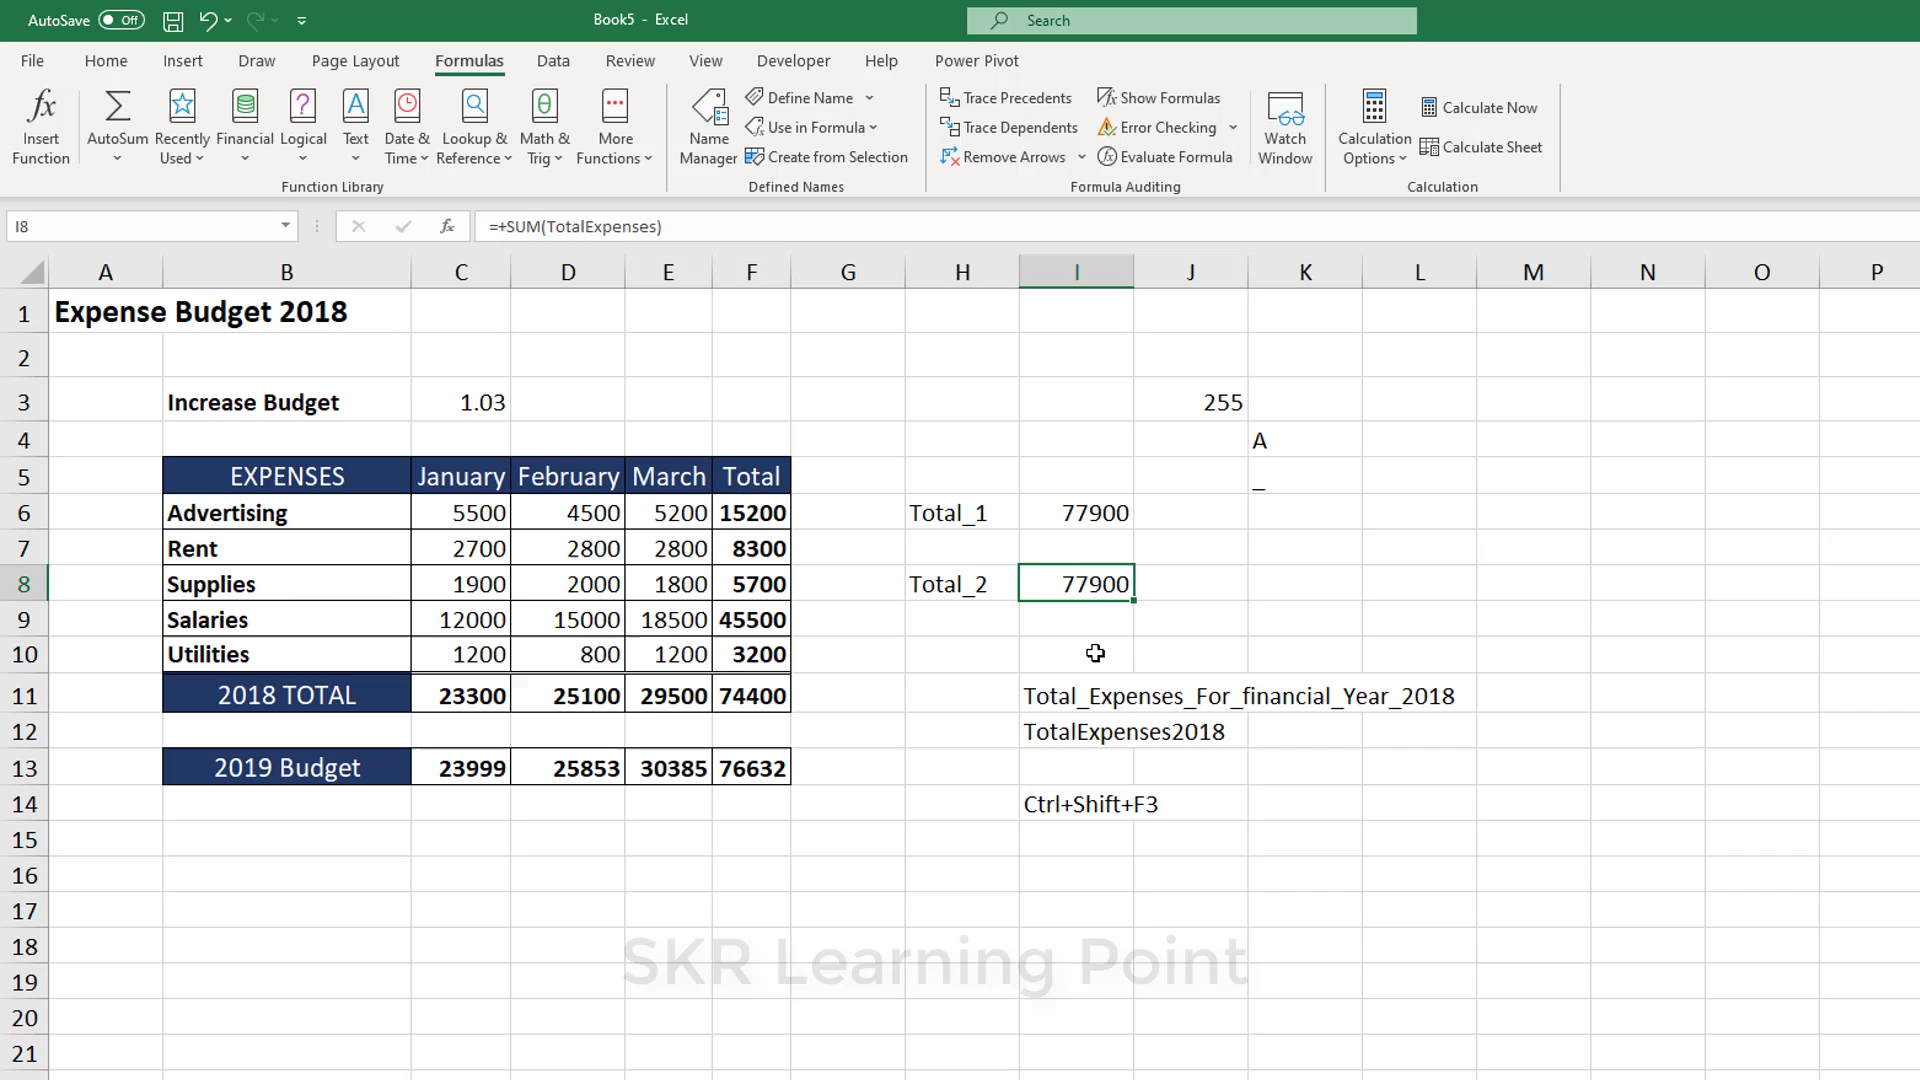 AutoSave Off Book5 - Excel Search
File Home Insert Draw Page Layout Formulas Data Review View Developer Help Power Pivot
Insert Function
AutoSum
Recently Used
Financial
Logical
Text
Date & Time
Lookup & Reference
Math & Trig
More Functions
Function Library
Name Manager
Define Name
Use in Formula
Create from Selection
Defined Names
Trace Precedents
Trace Dependents
Remove Arrows
Show Formulas
Error Checking
Evaluate Formula
Formula Auditing
Watch Window
Calculation Options
Calculate Now
Calculate Sheet
Calculation
I8 fx =+SUM(TotalExpenses)
A B C D E F G H I J K L M N O P
1 Expense Budget 2018
2
3 Increase Budget 1.03 255
4 A
5 EXPENSES January February March Total _
6 Advertising 5500 4500 5200 15200 Total_1 77900
7 Rent 2700 2800 2800 8300
8 Supplies 1900 2000 1800 5700 Total_2 77900
9 Salaries 12000 15000 18500 45500
10 Utilities 1200 800 1200 3200
11 2018 TOTAL 23300 25100 29500 74400 Total_Expenses_For_financial_Year_2018
12 TotalExpenses2018
13 2019 Budget 23999 25853 30385 76632
14 Ctrl+Shift+F3
15
16
17
18
SKR Learning Point
19
20
21